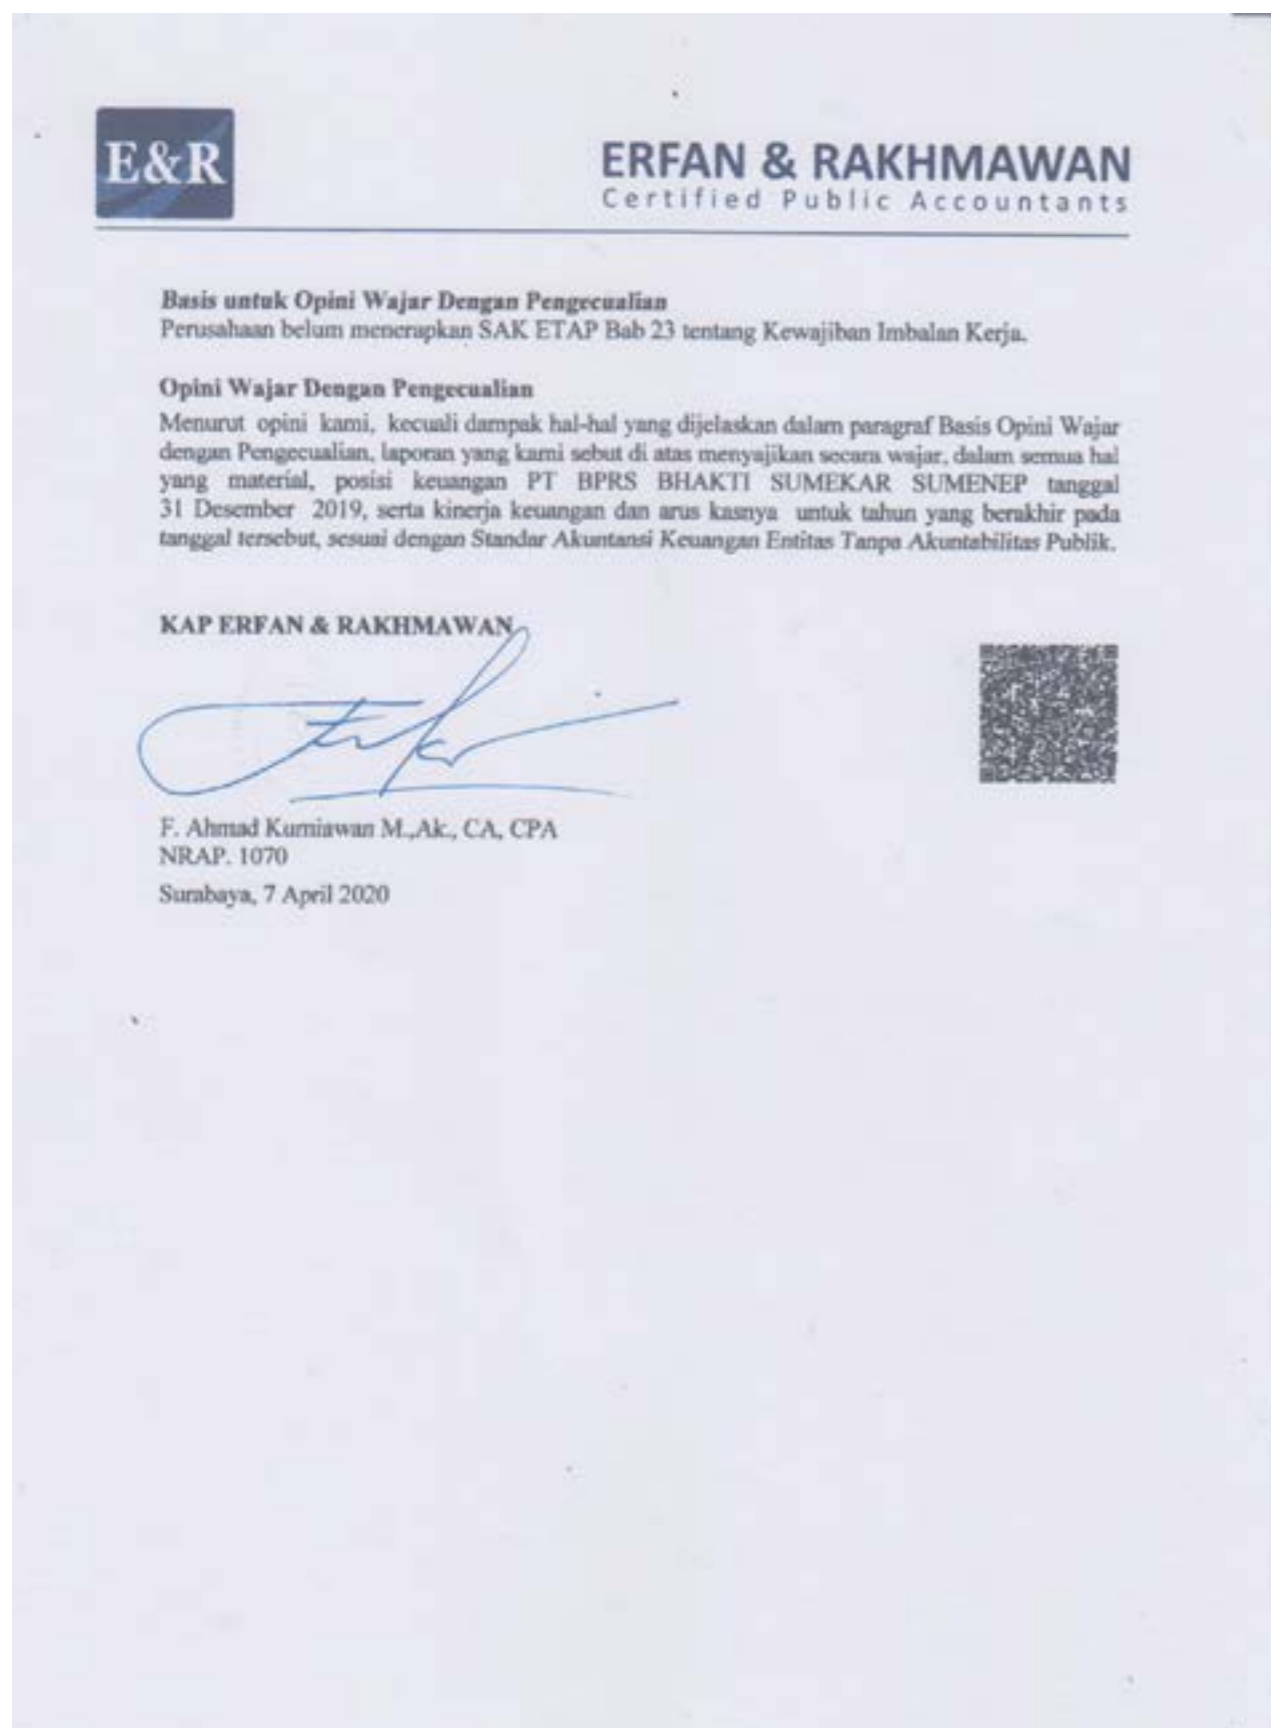 E&R
ERFAN & RAKHMAWAN
Certified Public Accountants
Basis untuk Opini Wajar Dengan Pengecualian
Perusahaan belum menerapkan SAK ETAP Bab 23 tentang Kewajiban Imbalan Kerja.
Opini Wajar Dengan Pengecualian
Menurut opini kami, kecuali dampak hal-hal yang dijelaskan dalam paragraf Basis Opini Wajar
dengan Pengecualian, laporan yang kami sebut di atas menyajikan secara wajar, dalam semua hal
yang material, posisi keuangan PT BPRS BHAKTI SUMEKAR SUMENEP tanggal
31 Desember 2019, serta kinerja keuangan dan arus kasnya untuk tahun yang berakhir pada
tanggal tersebut, sesuai dengan Standar Akuntansi Keuangan Entitas Tanpa Akuntabilitas Publik.
KAP ERFAN & RAKHMAWAN
F. Ahmad Kurniawan M.,Ak., CA, CPA
NRAP. 1070
Surabaya, 7 April 2020